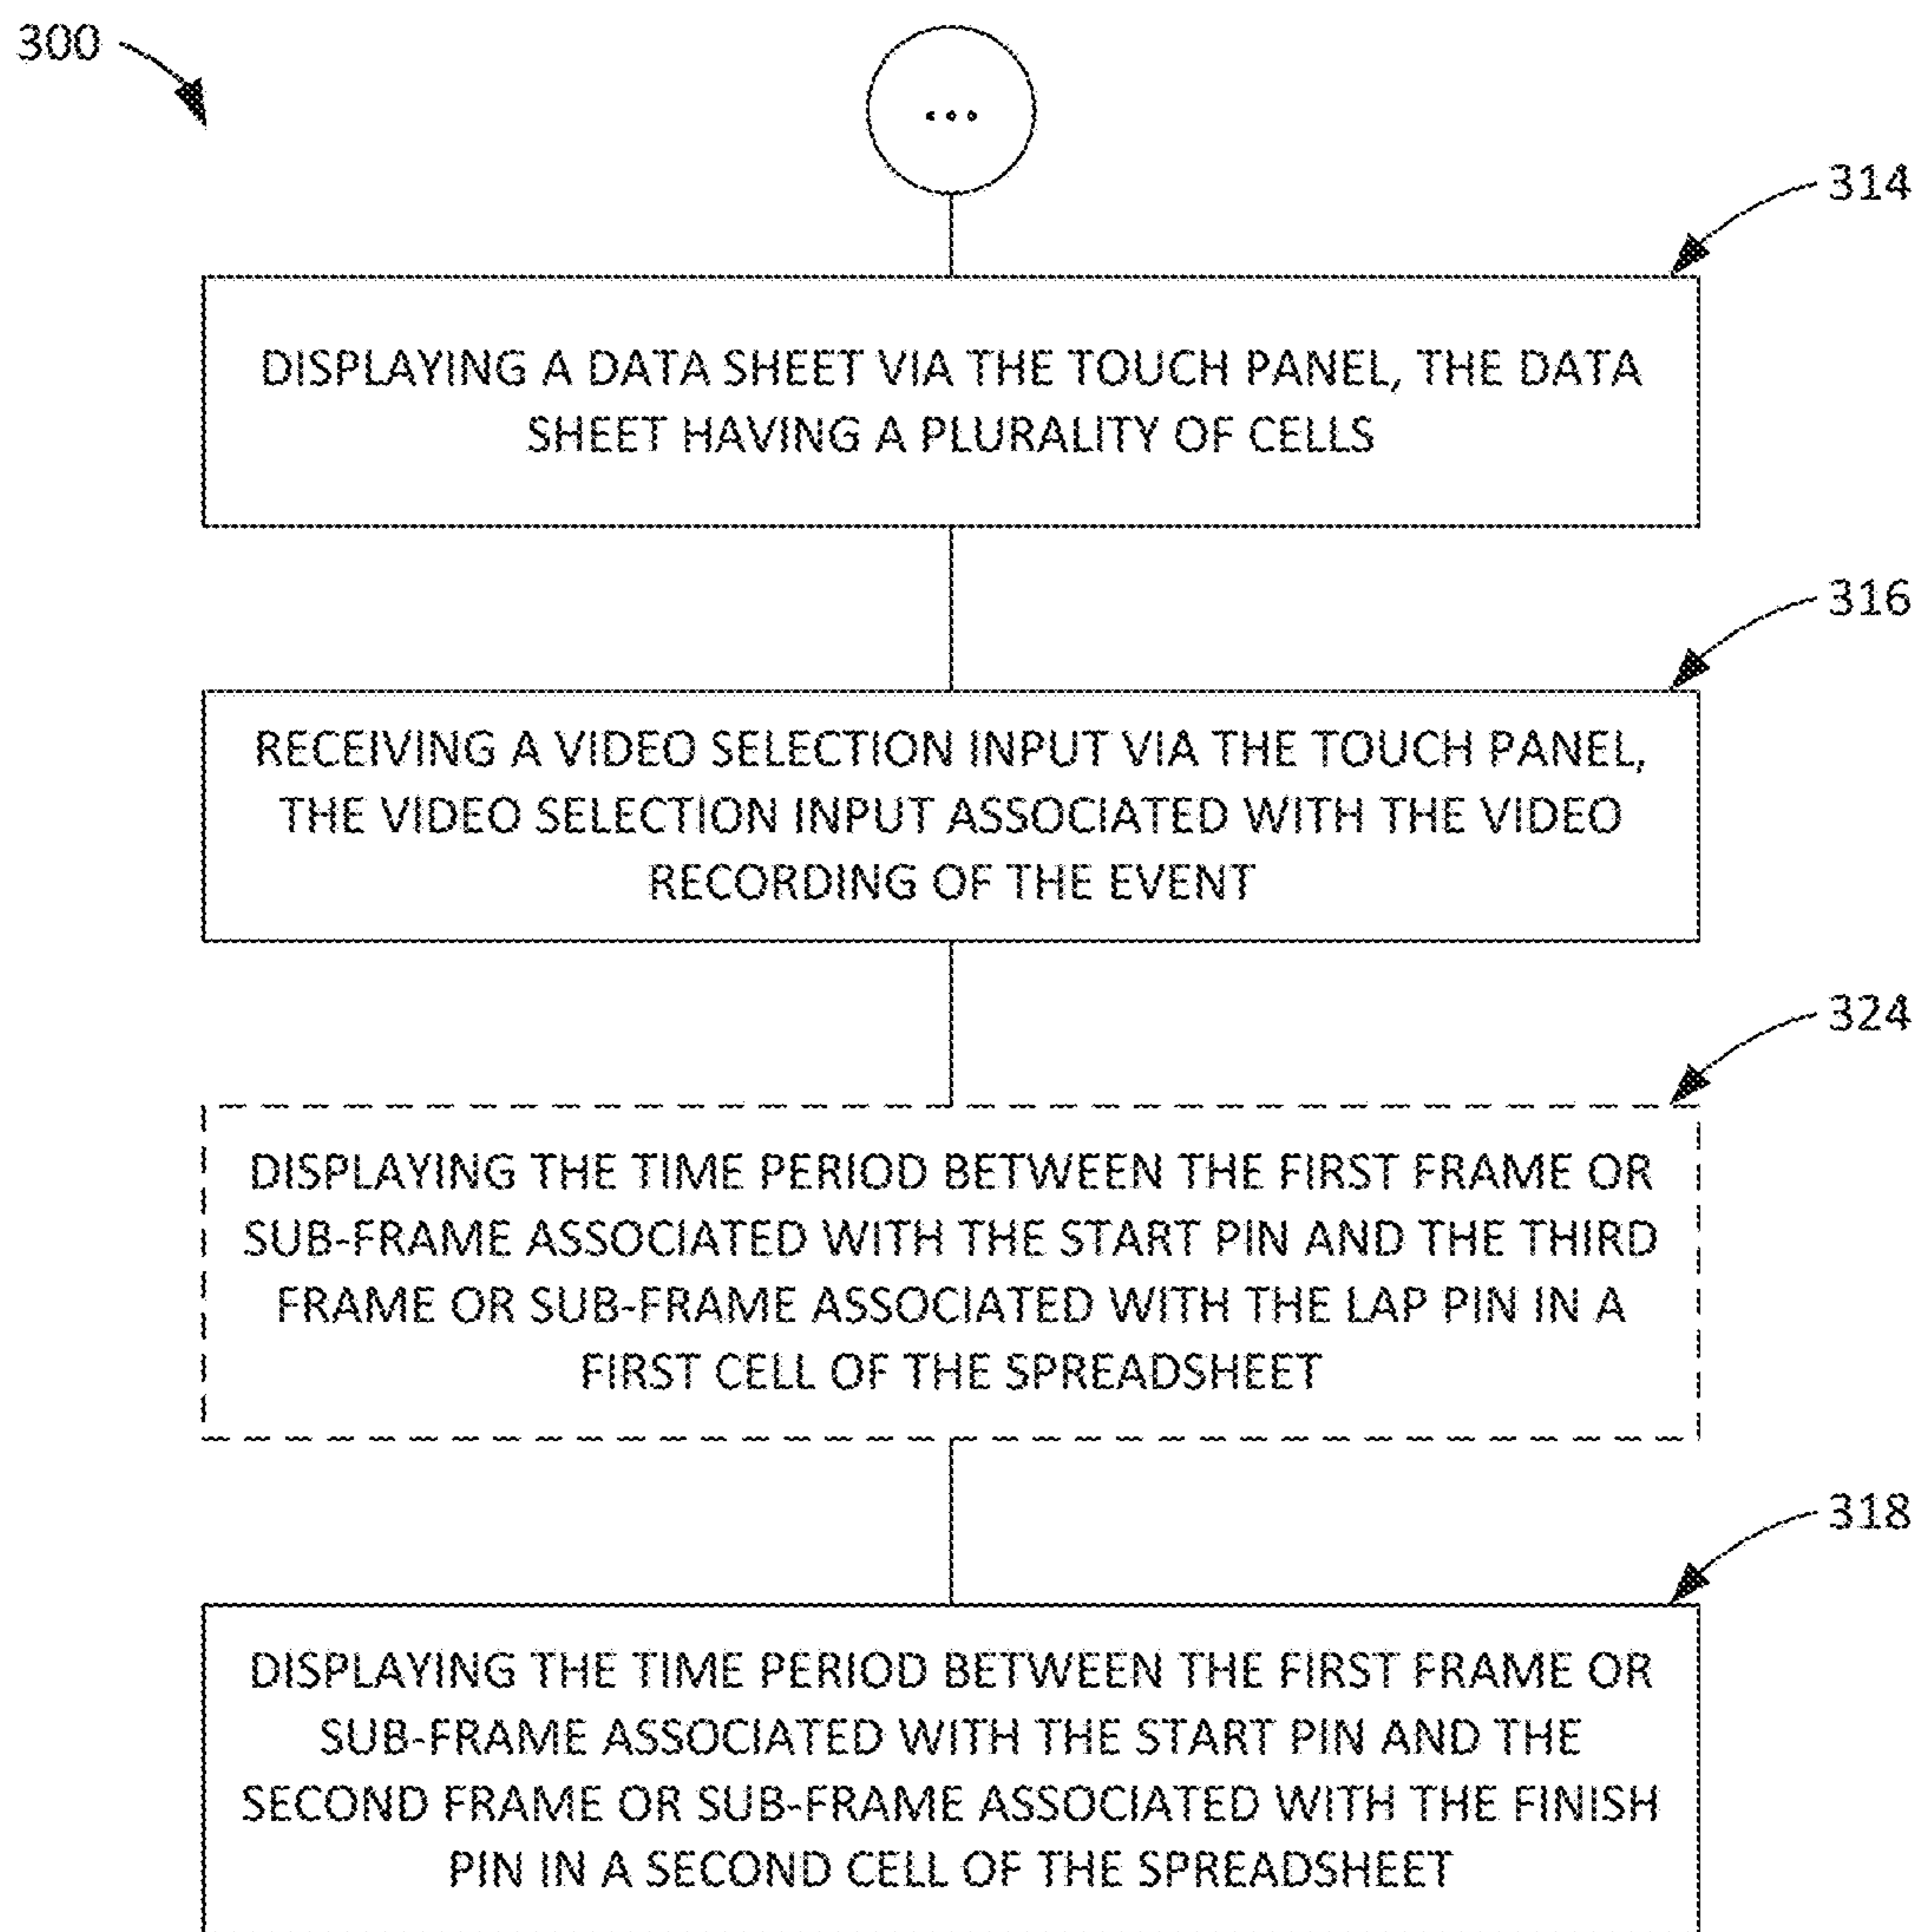 300
...
314
DISPLAYING A DATA SHEET VIA THE TOUCH PANEL, THE DATA
SHEET HAVING A PLURALITY OF CELLS
316
RECEIVING A VIDEO SELECTION INPUT VIA THE TOUCH PANEL,
THE VIDEO SELECTION INPUT ASSOCIATED WITH THE VIDEO
RECORDING OF THE EVENT
324
DISPLAYING THE TIME PERIOD BETWEEN THE FIRST FRAME OR
SUB-FRAME ASSOCIATED WITH THE START PIN AND THE THIRD
FRAME OR SUB-FRAME ASSOCIATED WITH THE LAP PIN IN A
FIRST CELL OF THE SPREADSHEET
318
DISPLAYING THE TIME PERIOD BETWEEN THE FIRST FRAME OR
SUB-FRAME ASSOCIATED WITH THE START PIN AND THE
SECOND FRAME OR SUB-FRAME ASSOCIATED WITH THE FINISH
PIN IN A SECOND CELL OF THE SPREADSHEET